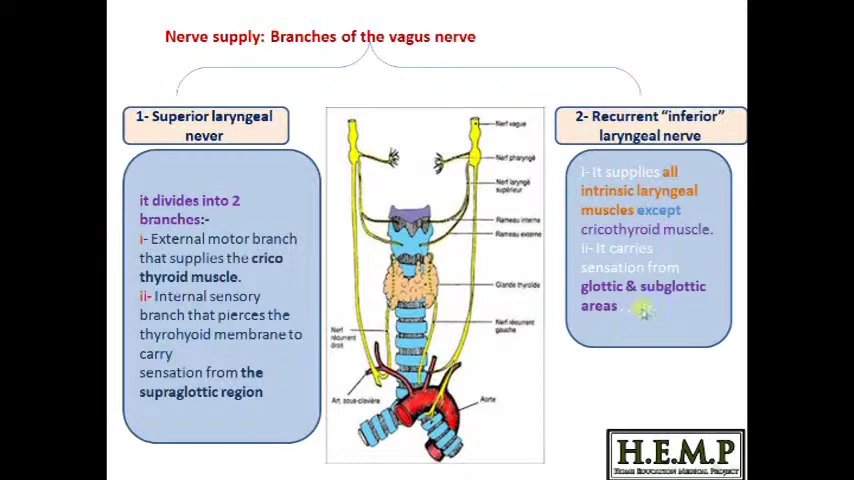 Nerve supply: Branches of the vagus nerve
1- Superior laryngeal
never
it divides into 2
branches:-
i- External motor branch
that supplies the crico
thyroid muscle.
ii- Internal sensory
branch that pierces the
thyrohyoid membrane to
carry
sensation from the
supraglottic region
Nerf vague
Nerf pharyngé
Nerf laryngé
supérieur
Rameau interne
Rameau externe
Glande thyroïde
Nerf
récurrent
droit
Nerf récurrent
gauche
Art. sous-clavière
Aorte
2- Recurrent “inferior”
laryngeal nerve
i- It supplies all
intrinsic laryngeal
muscles except
cricothyroid muscle.
ii- It carries
sensation from
glottic & subglottic
areas .
H.E.M.P
Home Education Medical Project